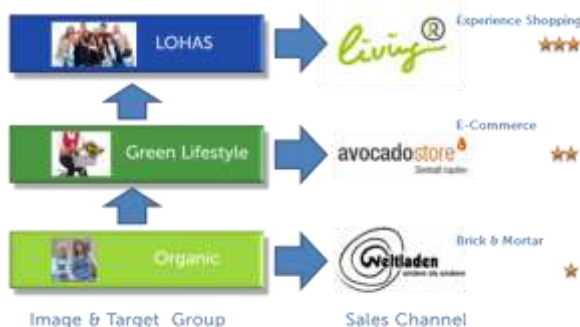 LOHAS
living ®
Experience Shopping
Green Lifestyle
avocadostore
E-Commerce
Organic
Weltladen
Brick & Mortar
Image & Target Group
Sales Channel